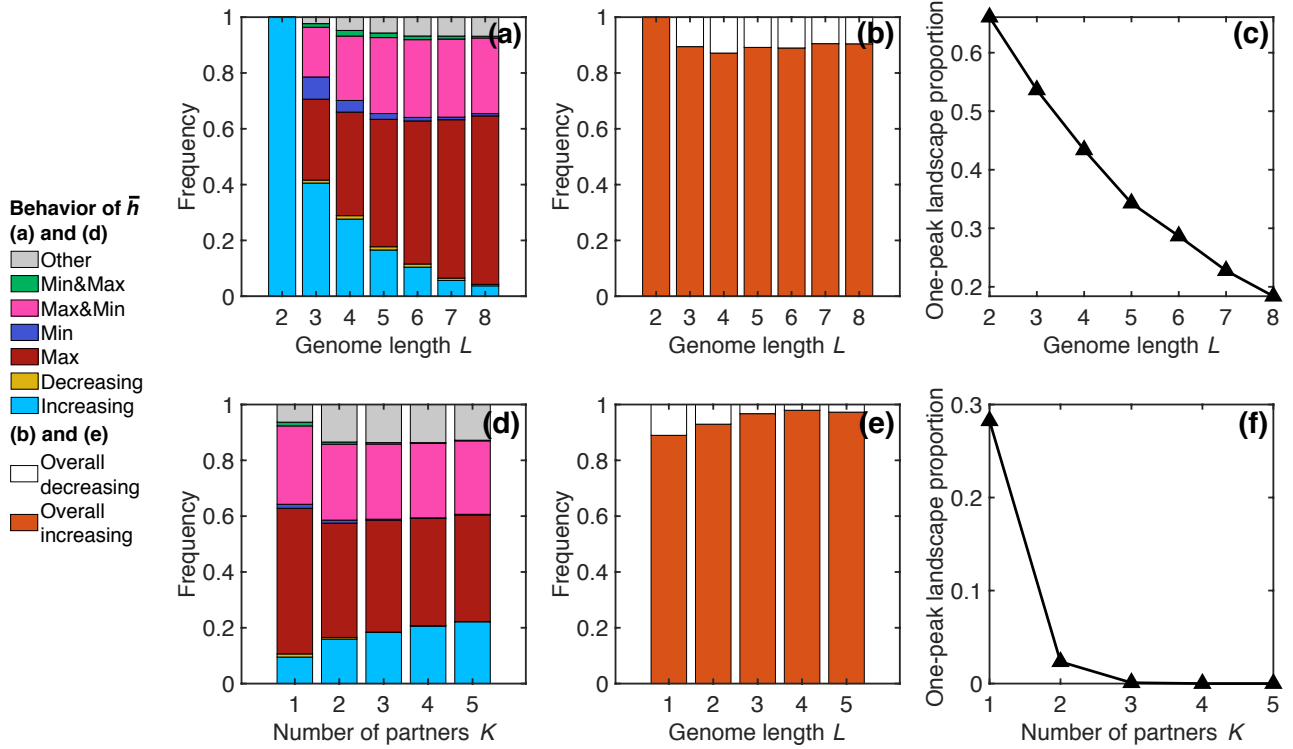 Behavior of h̄
(a) and (d)
Other
Min&Max
Max&Min
Min
Max
Decreasing
Increasing
(b) and (e)
Overall
decreasing
Overall
increasing
(a)
Frequency
0
0.2
0.4
0.6
0.8
1
2 3 4 5 6 7 8
Genome length L
(b)
Frequency
0
0.2
0.4
0.6
0.8
1
2 3 4 5 6 7 8
Genome length L
(c)
One-peak landscape proportion
0.2
0.3
0.4
0.5
0.6
2 3 4 5 6 7 8
Genome length L
(d)
Frequency
0
0.2
0.4
0.6
0.8
1
1 2 3 4 5
Number of partners K
(e)
Frequency
0
0.2
0.4
0.6
0.8
1
1 2 3 4 5
Genome length L
(f)
One-peak landscape proportion
0
0.1
0.2
0.3
1 2 3 4 5
Number of partners K